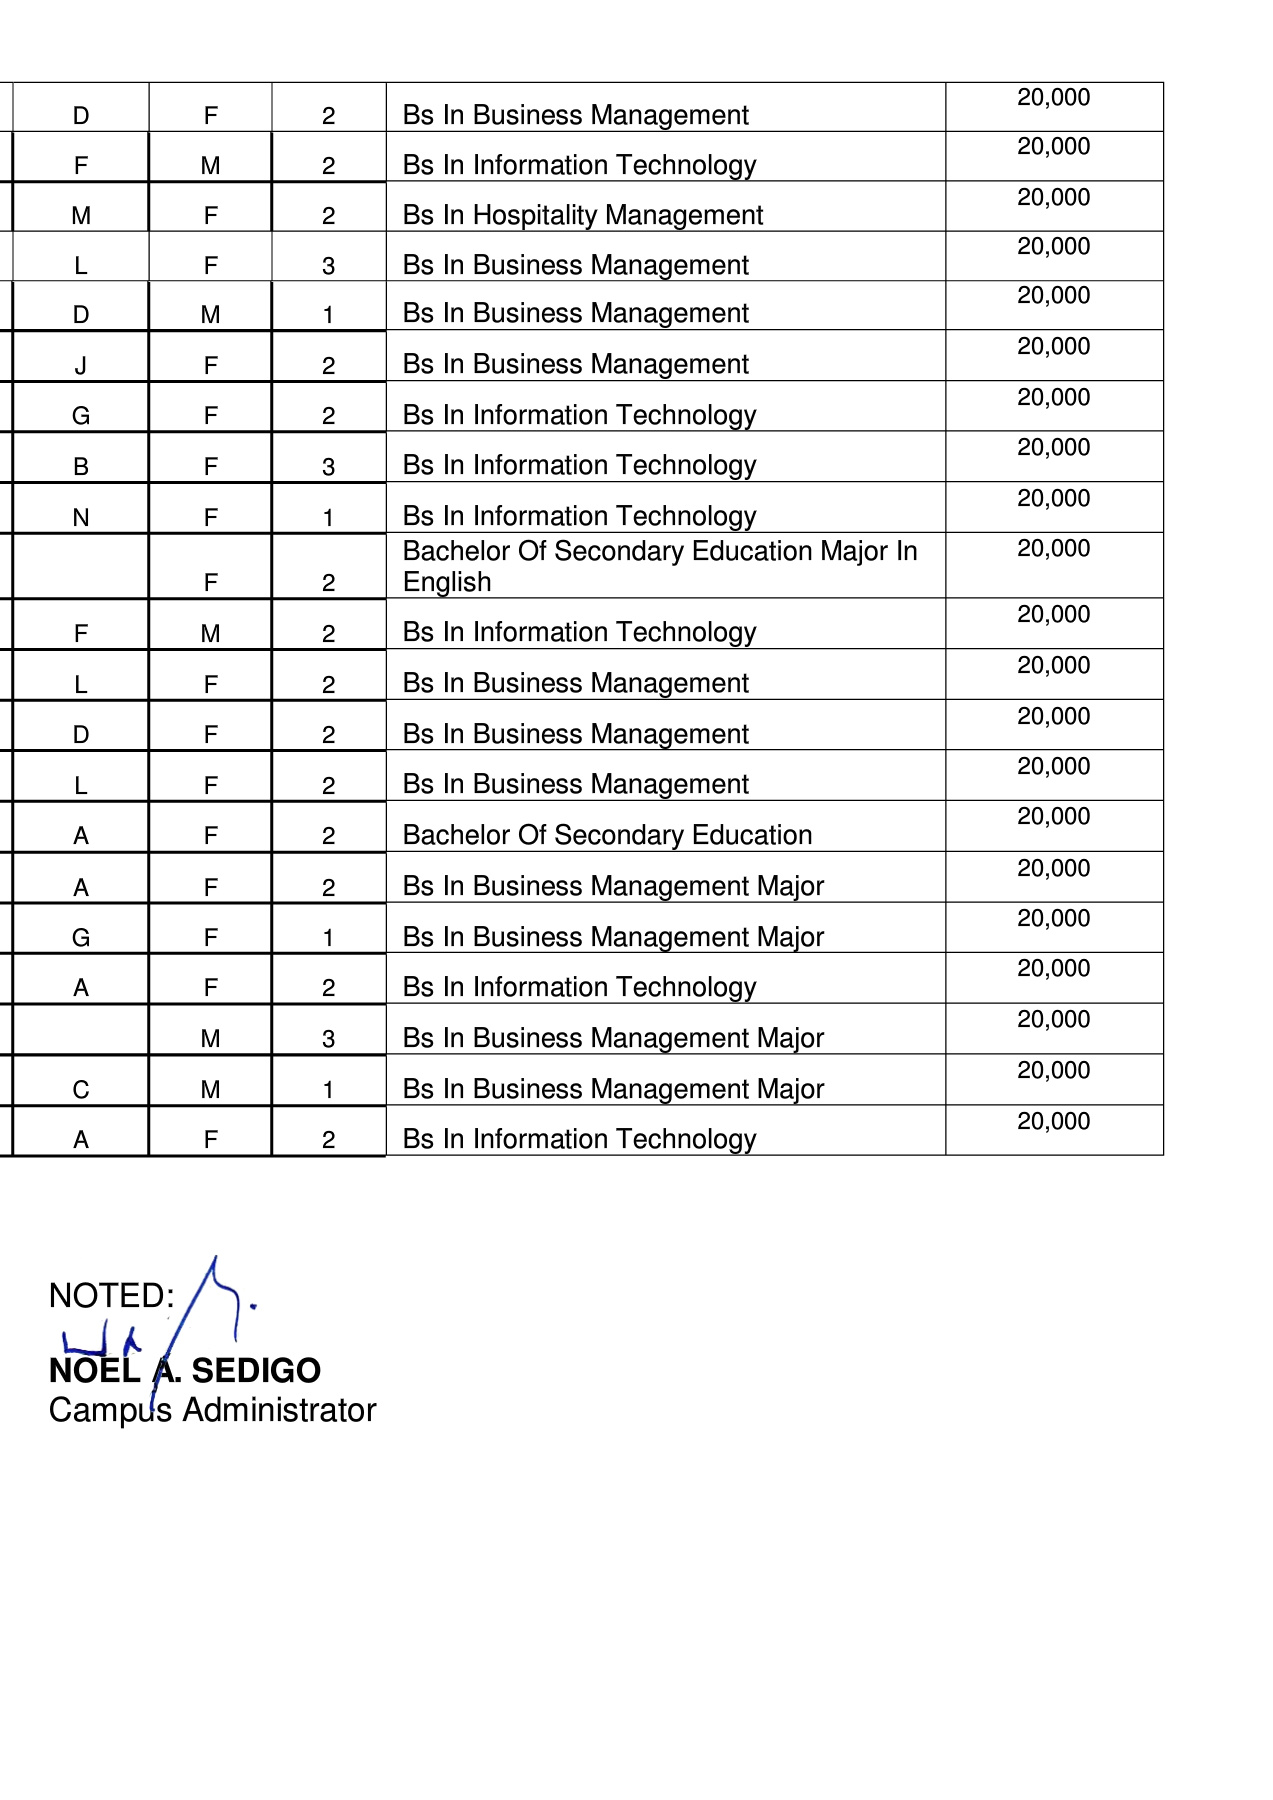 D F 2 Bs In Business Management 20,000
F M 2 Bs In Information Technology 20,000
M F 2 Bs In Hospitality Management 20,000
L F 3 Bs In Business Management 20,000
D M 1 Bs In Business Management 20,000
J F 2 Bs In Business Management 20,000
G F 2 Bs In Information Technology 20,000
B F 3 Bs In Information Technology 20,000
N F 1 Bs In Information Technology 20,000
Bachelor Of Secondary Education Major In 20,000
F 2 English
F M 2 Bs In Information Technology 20,000
L F 2 Bs In Business Management 20,000
D F 2 Bs In Business Management 20,000
L F 2 Bs In Business Management 20,000
A F 2 Bachelor Of Secondary Education 20,000
A F 2 Bs In Business Management Major 20,000
G F 1 Bs In Business Management Major 20,000
A F 2 Bs In Information Technology 20,000
M 3 Bs In Business Management Major 20,000
C M 1 Bs In Business Management Major 20,000
A F 2 Bs In Information Technology 20,000
NOTED:
NOEL A. SEDIGO
Campus Administrator